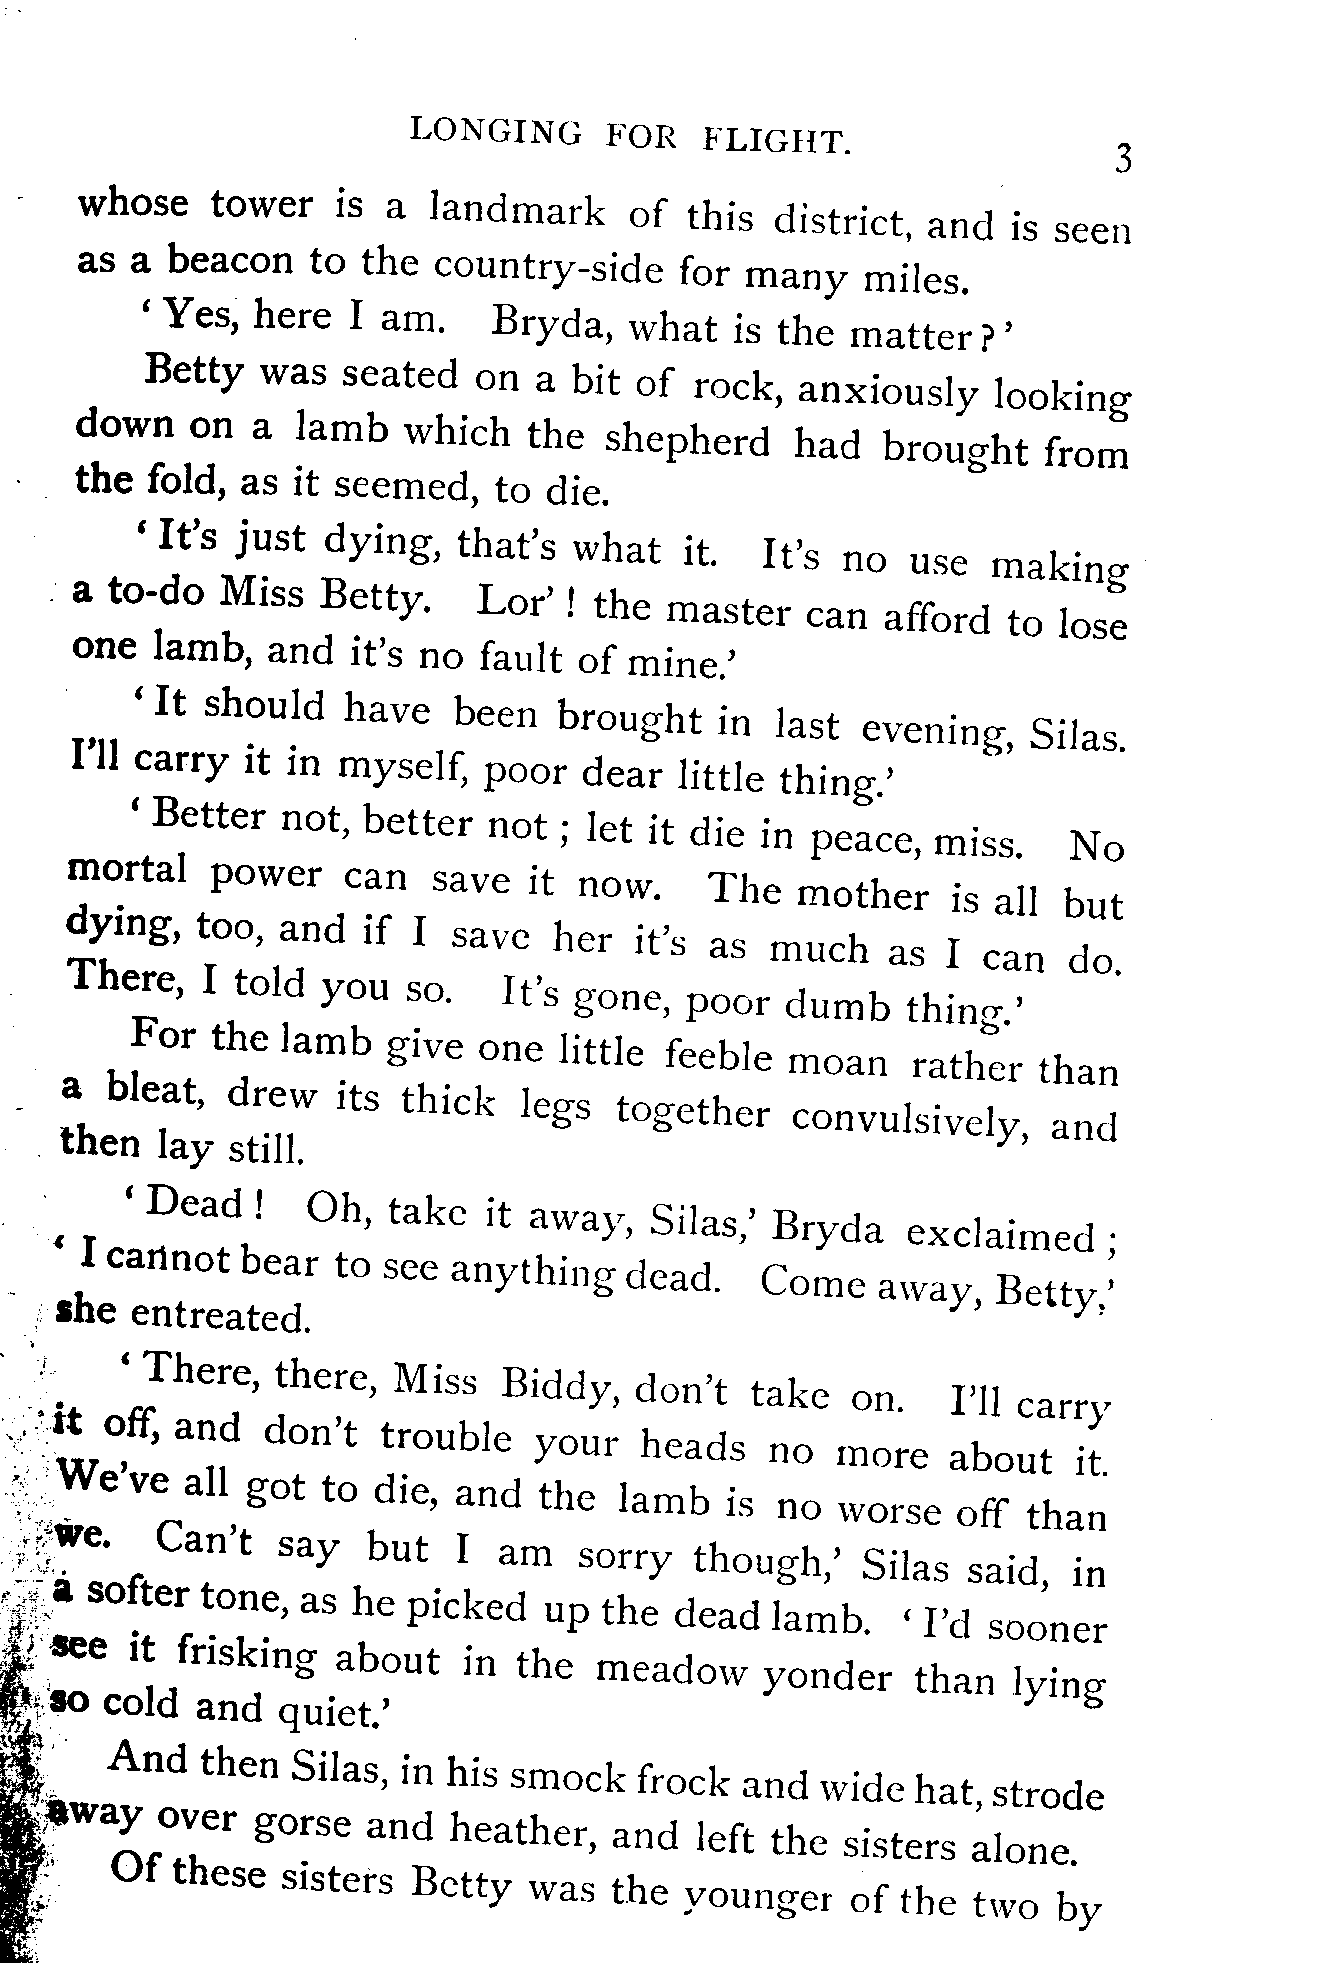 LONGING FOR FLIGHT. 3
whose tower is a landmark of this district, and is seen
as a beacon to the country-side for many miles.
‘ Yes, here I am. Bryda, what is the matter? ’
Betty was seated on a bit of rock, anxiously looking
down on a lamb which the shepherd had brought from
the fold, as it seemed, to die.
‘ It’s just dying, that’s what it. It’s no use making
a to-do Miss Betty. Lor’ ! the master can afford to lose
one lamb, and it’s no fault of mine.’
‘ It should have been brought in last evening, Silas.
I’ll carry it in myself, poor dear little thing.’
‘ Better not, better not ; let it die in peace, miss. No
mortal power can save it now. The mother is all but
dying, too, and if I save her it’s as much as I can do.
There, I told you so. It’s gone, poor dumb thing.’
For the lamb give one little feeble moan rather than
a bleat, drew its thick legs together convulsively, and
then lay still.
‘ Dead ! Oh, take it away, Silas,’ Bryda exclaimed ;
‘ I cannot bear to see anything dead. Come away, Betty,’
she entreated.
‘ There, there, Miss Biddy, don’t take on. I’ll carry
it off, and don’t trouble your heads no more about it.
We’ve all got to die, and the lamb is no worse off than
we. Can’t say but I am sorry though,’ Silas said, in
a softer tone, as he picked up the dead lamb. ‘ I’d sooner
see it frisking about in the meadow yonder than lying
so cold and quiet.’
And then Silas, in his smock frock and wide hat, strode
away over gorse and heather, and left the sisters alone.
Of these sisters Betty was the younger of the two by